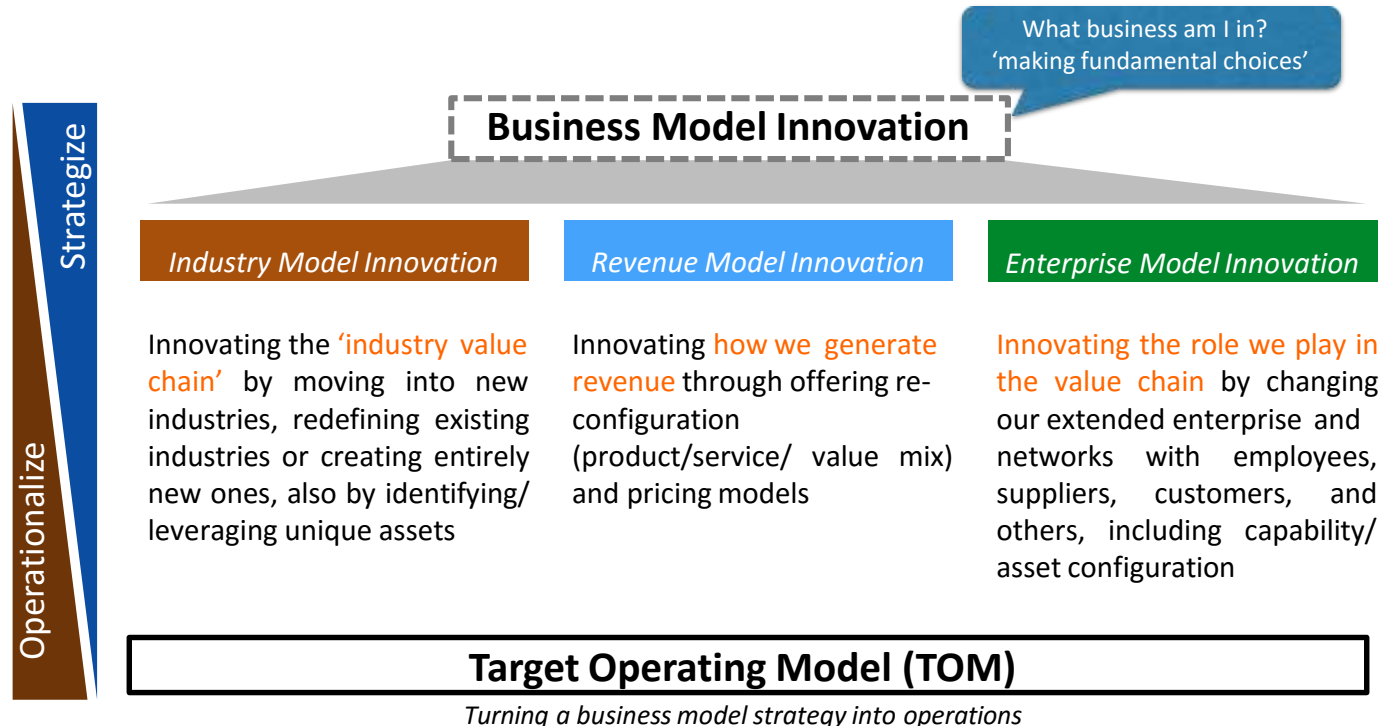 What business am I in?
‘making fundamental choices’
Business Model Innovation
Strategize
Operationalize
Industry Model Innovation
Innovating the ‘industry value
chain’ by moving into new
industries, redefining existing
industries or creating entirely
new ones, also by identifying/
leveraging unique assets
Revenue Model Innovation
Innovating how we generate
revenue through offering re-
configuration
(product/service/ value mix)
and pricing models
Enterprise Model Innovation
Innovating the role we play in
the value chain by changing
our extended enterprise and
networks with employees,
suppliers, customers, and
others, including capability/
asset configuration
Target Operating Model (TOM)
Turning a business model strategy into operations